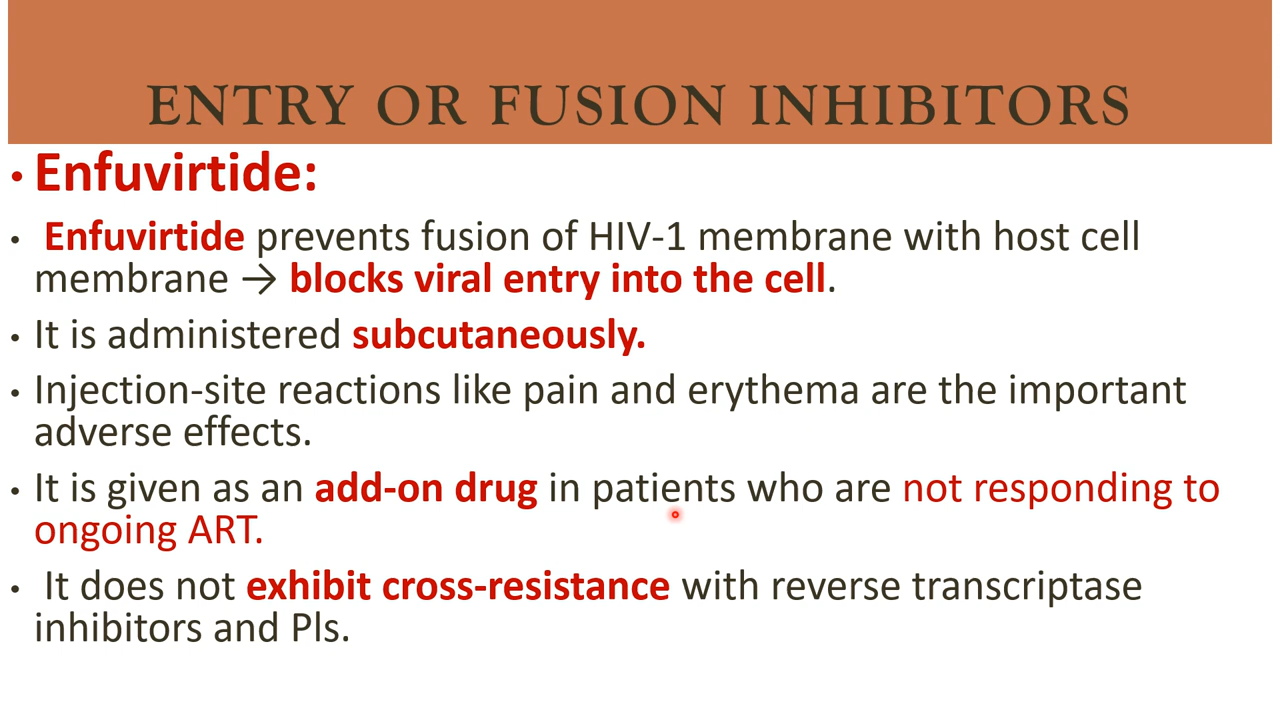 ENTRY OR FUSION INHIBITORS
• Enfuvirtide:
• Enfuvirtide prevents fusion of HIV-1 membrane with host cell
membrane → blocks viral entry into the cell.
• It is administered subcutaneously.
• Injection-site reactions like pain and erythema are the important
adverse effects.
• It is given as an add-on drug in patients who are not responding to
ongoing ART.
• It does not exhibit cross-resistance with reverse transcriptase
inhibitors and Pls.